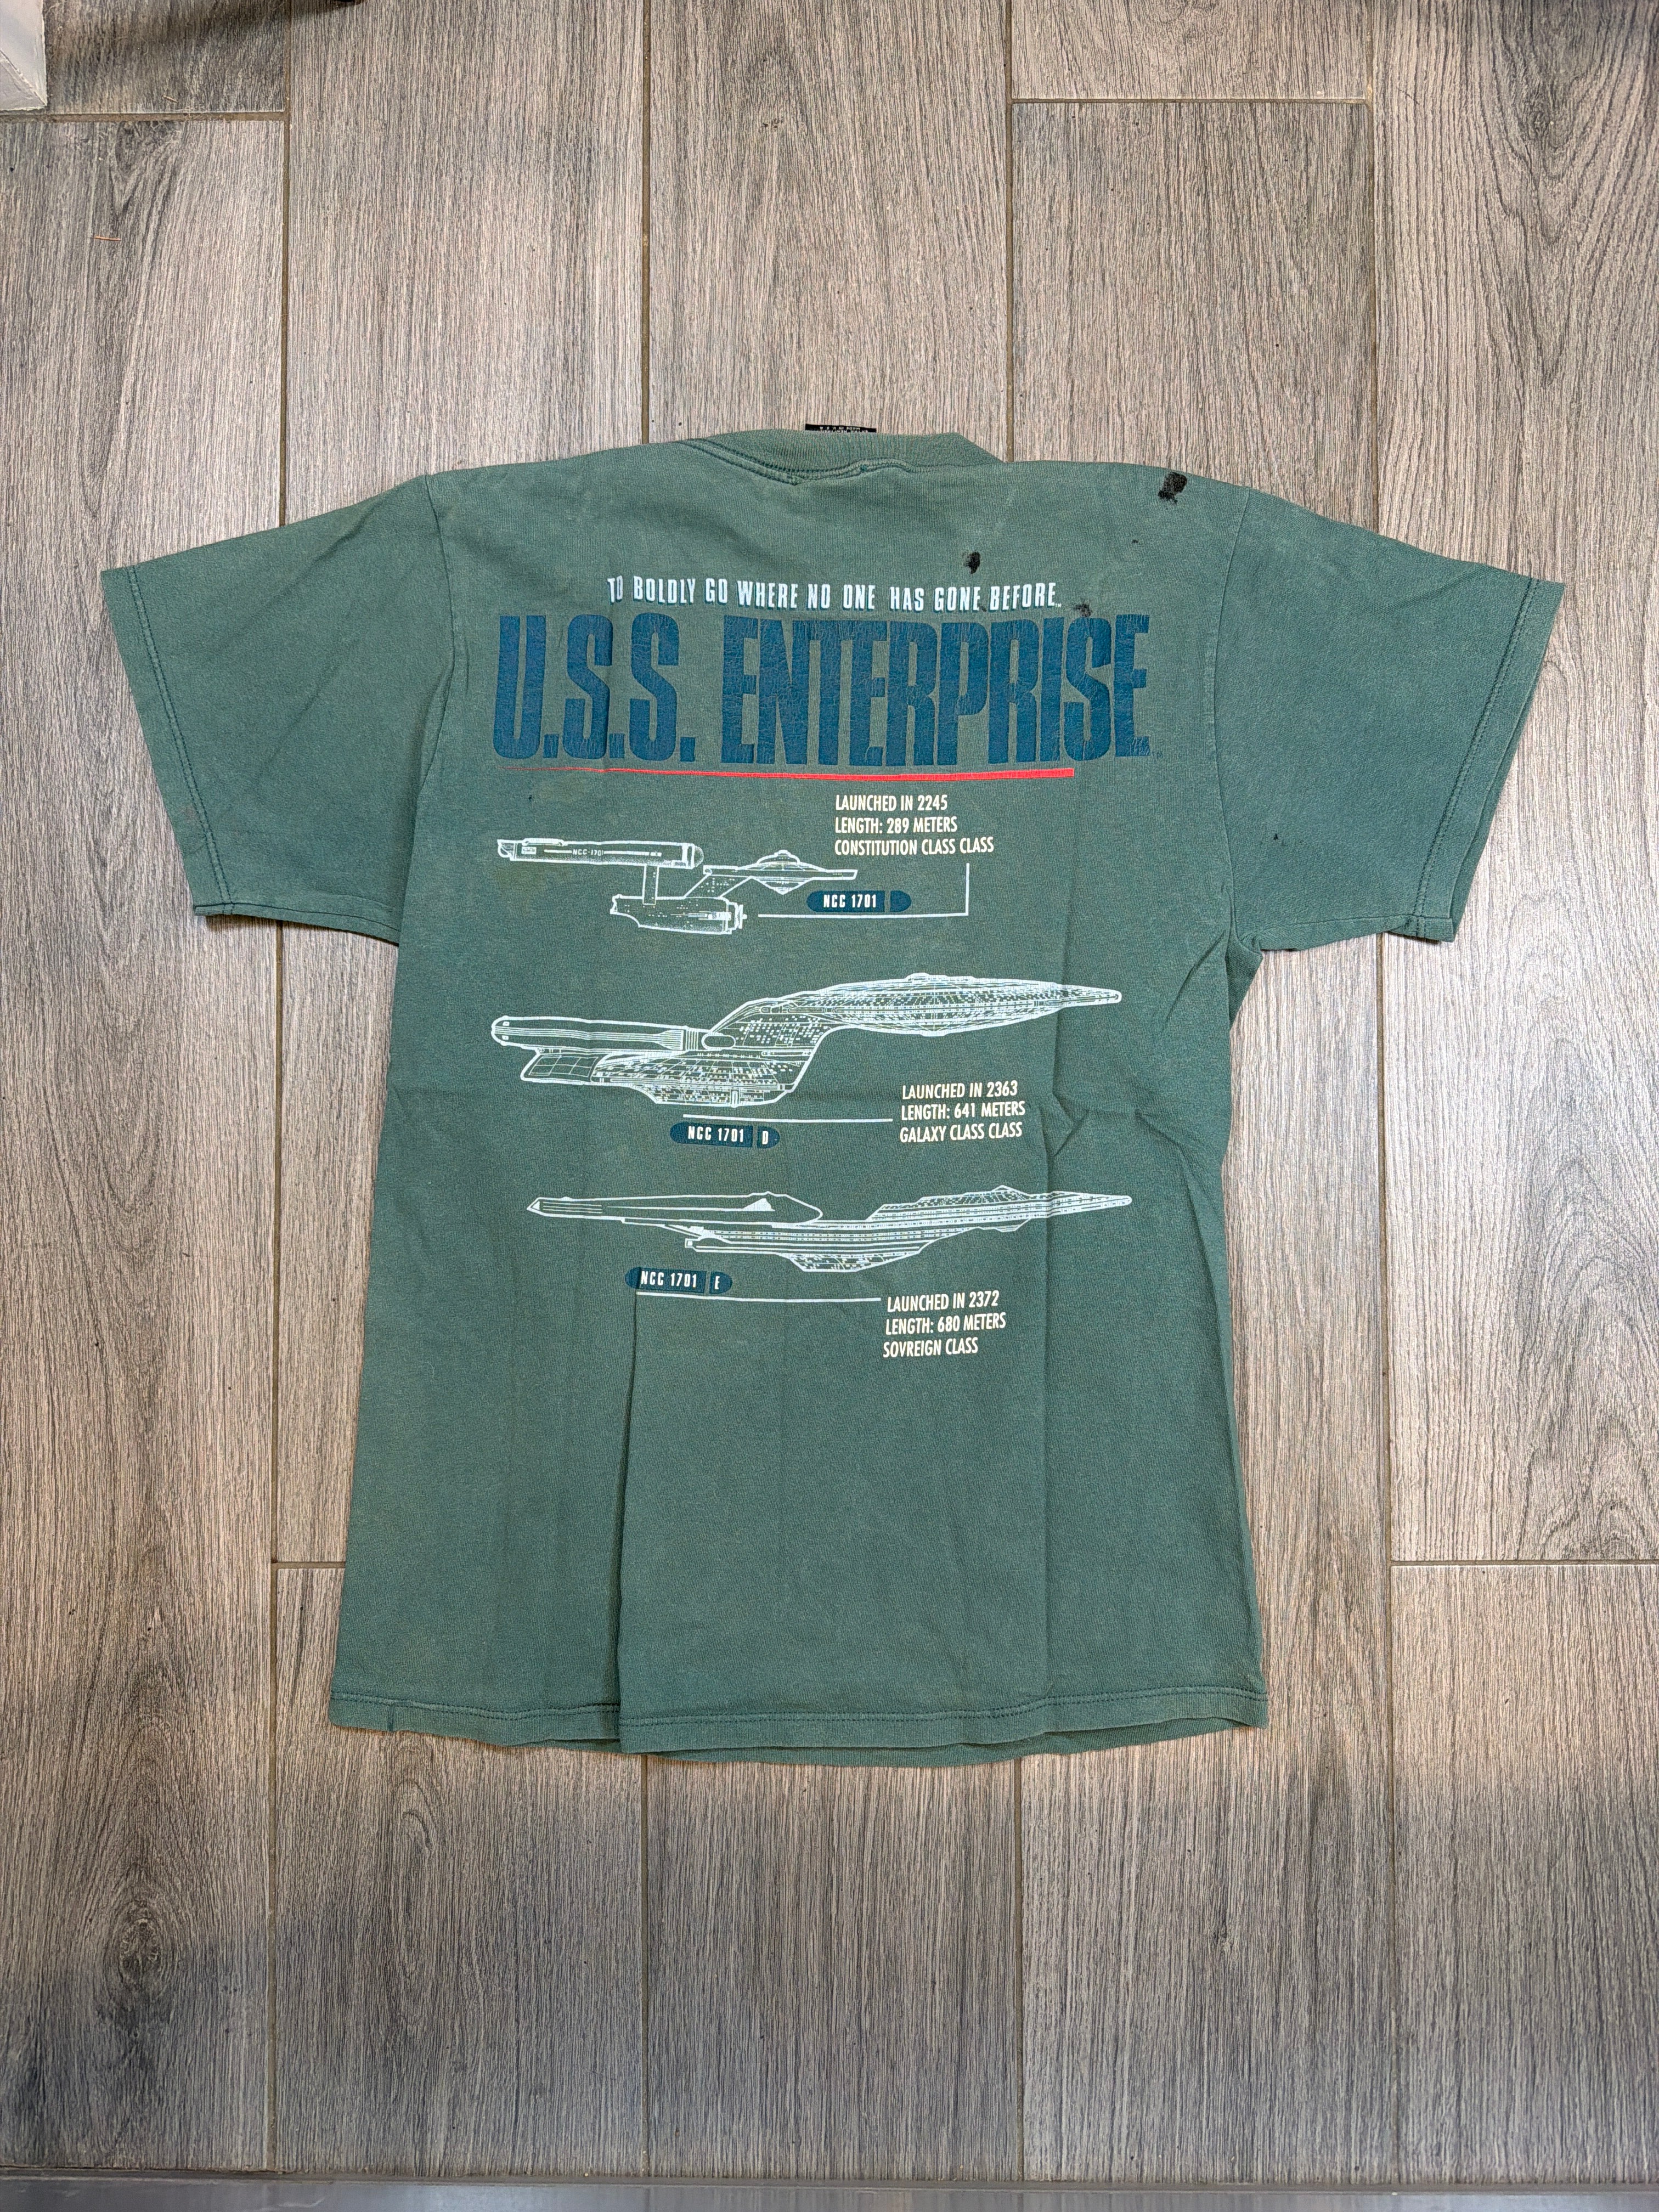 TO BOLDLY GO WHERE NO ONE HAS GONE BEFORE™
U.S.S. ENTERPRISE
LAUNCHED IN 2245
LENGTH: 289 METERS
CONSTITUTION CLASS CLASS
NCC-1701
NCC 1701
LAUNCHED IN 2363
LENGTH: 641 METERS
GALAXY CLASS CLASS
NCC 1701 D
NCC 1701 E
LAUNCHED IN 2372
LENGTH: 680 METERS
SOVREIGN CLASS